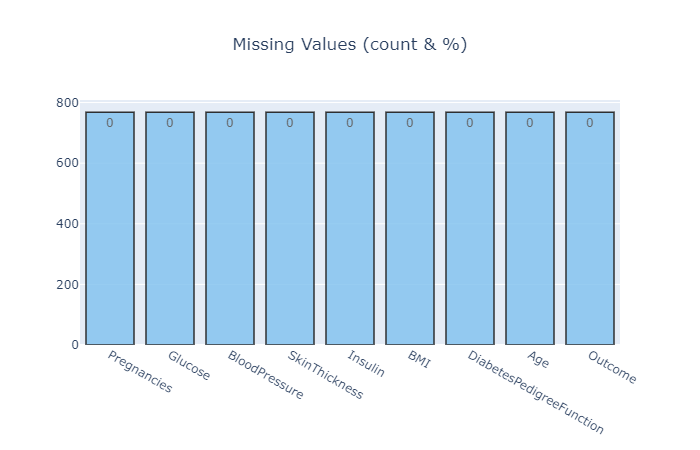 Missing Values (count & %)
800
600
400
200
0
0 0 0 0 0 0 0 0 0
Pregnancies
Glucose
BloodPressure
SkinThickness
Insulin
BMI
DiabetesPedigreeFunction
Age
Outcome